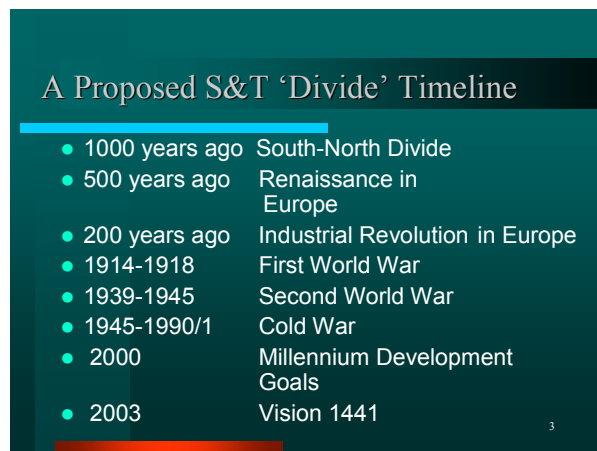 A Proposed S&T ‘Divide’ Timeline
1000 years ago South-North Divide
500 years ago Renaissance in
Europe
200 years ago Industrial Revolution in Europe
1914-1918 First World War
1939-1945 Second World War
1945-1990/1 Cold War
2000 Millennium Development
Goals
2003 Vision 1441
3